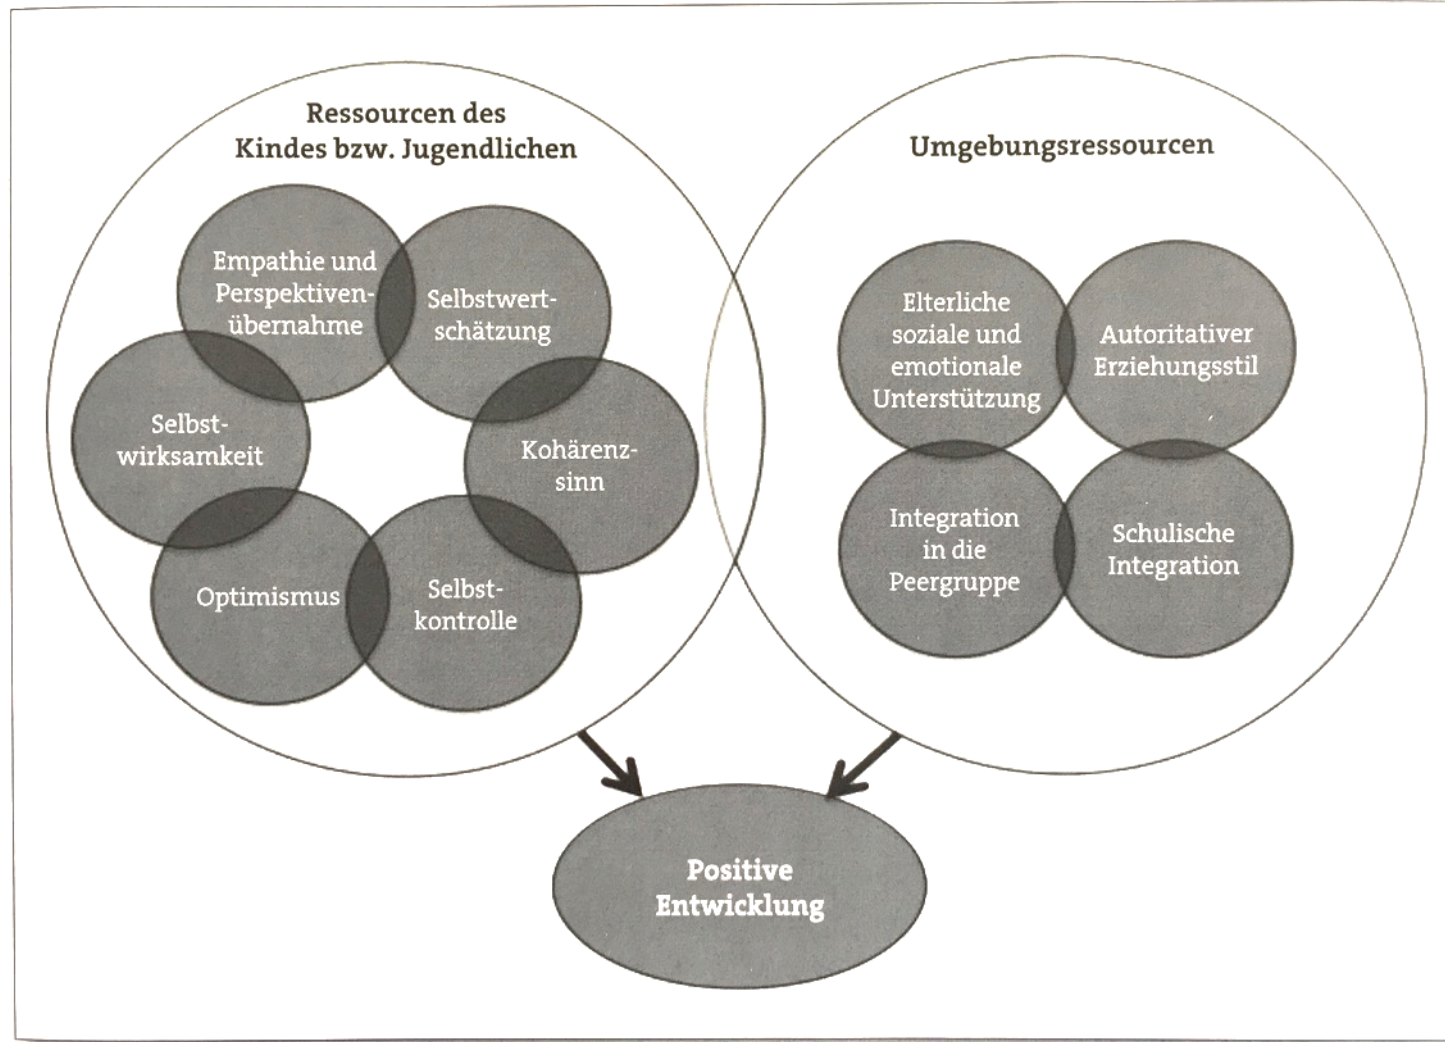 Ressourcen des
Kindes bzw. Jugendlichen
Empathie und
Perspektiven-
übernahme
Selbstwert-
schätzung
Selbst-
wirksamkeit
Kohärenz-
sinn
Optimismus
Selbst-
kontrolle
Umgebungsressourcen
Elterliche
soziale und
emotionale
Unterstützung
Autoritativer
Erziehungsstil
Integration
in die
Peergruppe
Schulische
Integration
Positive
Entwicklung